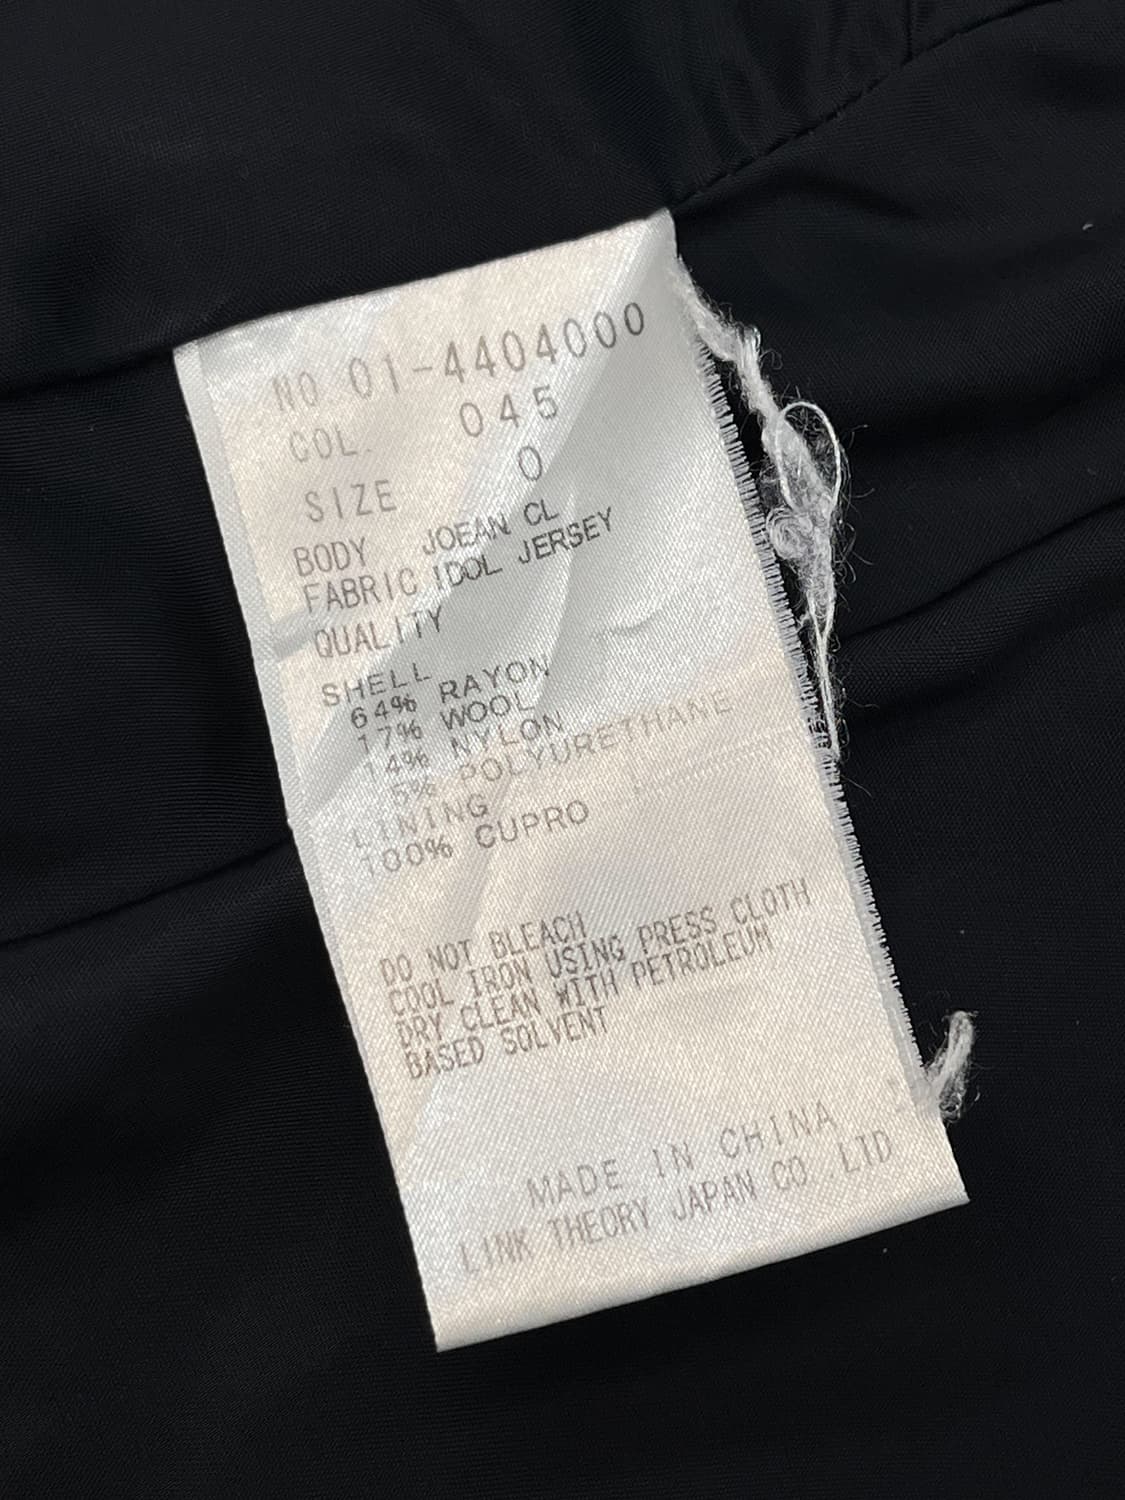 NO 01-4404000
COL. 045
SIZE 0
BODY JOEAN CL
FABRIC IDOL JERSEY
QUALITY
SHELL
64% RAYON
17% WOOL
14% NYLON
5% POLYURETHANE
LINING
100% CUPRO
DO NOT BLEACH
COOL IRON USING PRESS CLOTH
DRY CLEAN WITH PETROLEUM
BASED SOLVENT
MADE IN CHINA
LINK THEORY JAPAN CO. LTD